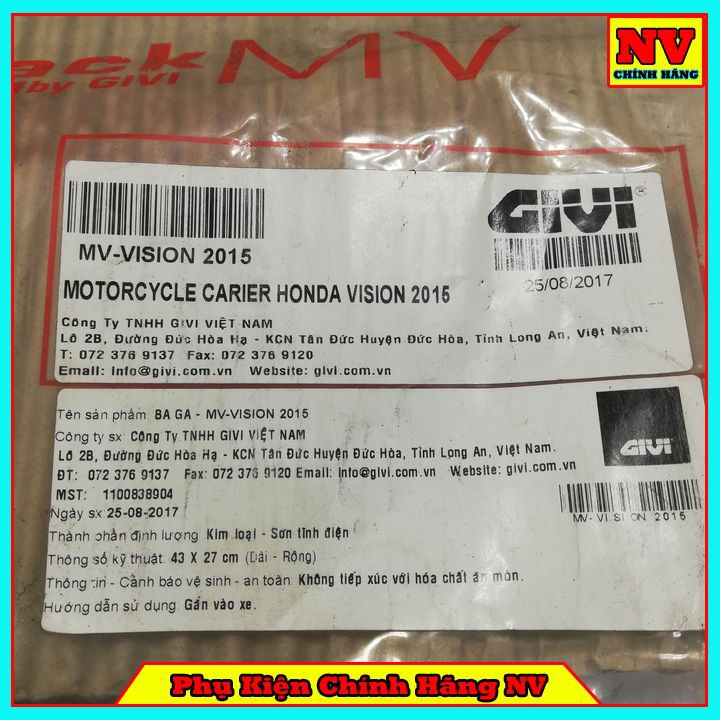 NV
CHÍNH HÃNG
MV
by GIVI
GIVI®
MV-VISION 2015
25/08/2017
MOTORCYCLE CARIER HONDA VISION 2015
Công Ty TNHH GIVI VIỆT NAM
Lô 2B, Đường Đức Hòa Hạ - KCN Tân Đức Huyện Đức Hòa, Tỉnh Long An, Việt Nam.
T: 072 376 9137 Fax: 072 376 9120
Email: Info@givi.com.vn Website: givi.com.vn
Tên sản phẩm: BA GA - MV-VISION 2015
Công ty sx: Công Ty TNHH GIVI VIỆT NAM
Lô 2B, Đường Đức Hòa Hạ - KCN Tân Đức Huyện Đức Hòa, Tỉnh Long An, Việt Nam.
ĐT: 072 376 9137 Fax: 072 376 9120 Email: Info@givi.com.vn Website: givi.com.vn
MST: 1100838904
GIVI
MV-VISION 2015
Ngày sx: 25-08-2017
Thành phần định lượng: Kim loại - Sơn tĩnh điện
Thông số kỹ thuật: 43 X 27 cm (Dài - Rộng)
Thông tin - Cảnh báo vệ sinh - an toàn: Không tiếp xúc với hóa chất ăn mòn.
Hướng dẫn sử dụng: Gắn vào xe.
Phụ Kiện Chính Hãng NV